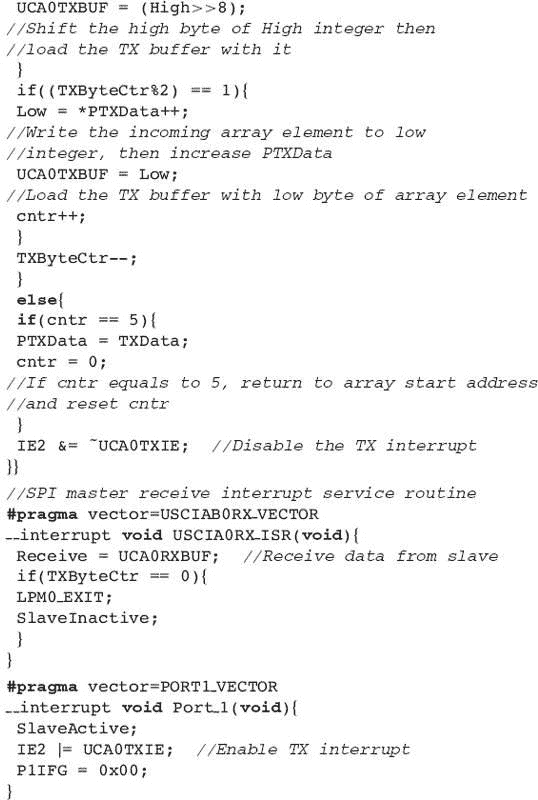 UCA0TXBUF = (High>>8);
//Shift the high byte of High integer then
//load the TX buffer with it
}
if((TXByteCtr%2) == 1){
Low = *PTXData++;
//Write the incoming array element to low
//integer, then increase PTXData
UCA0TXBUF = Low;
//Load the TX buffer with low byte of array element
cntr++;
}
TXByteCtr--;
}
else{
if(cntr == 5){
PTXData = TXData;
cntr = 0;
//If cntr equals to 5, return to array start address
//and reset cntr
}
IE2 &= ~UCA0TXIE; //Disable the TX interrupt
}}
//SPI master receive interrupt service routine
#pragma vector=USCIAB0RX_VECTOR
__interrupt void USCIA0RX_ISR(void){
Receive = UCA0RXBUF; //Receive data from slave
if(TXByteCtr == 0){
LPM0_EXIT;
SlaveInactive;
}
}
#pragma vector=PORT1_VECTOR
__interrupt void Port_1(void){
SlaveActive;
IE2 |= UCA0TXIE; //Enable TX interrupt
P1IFG = 0x00;
}